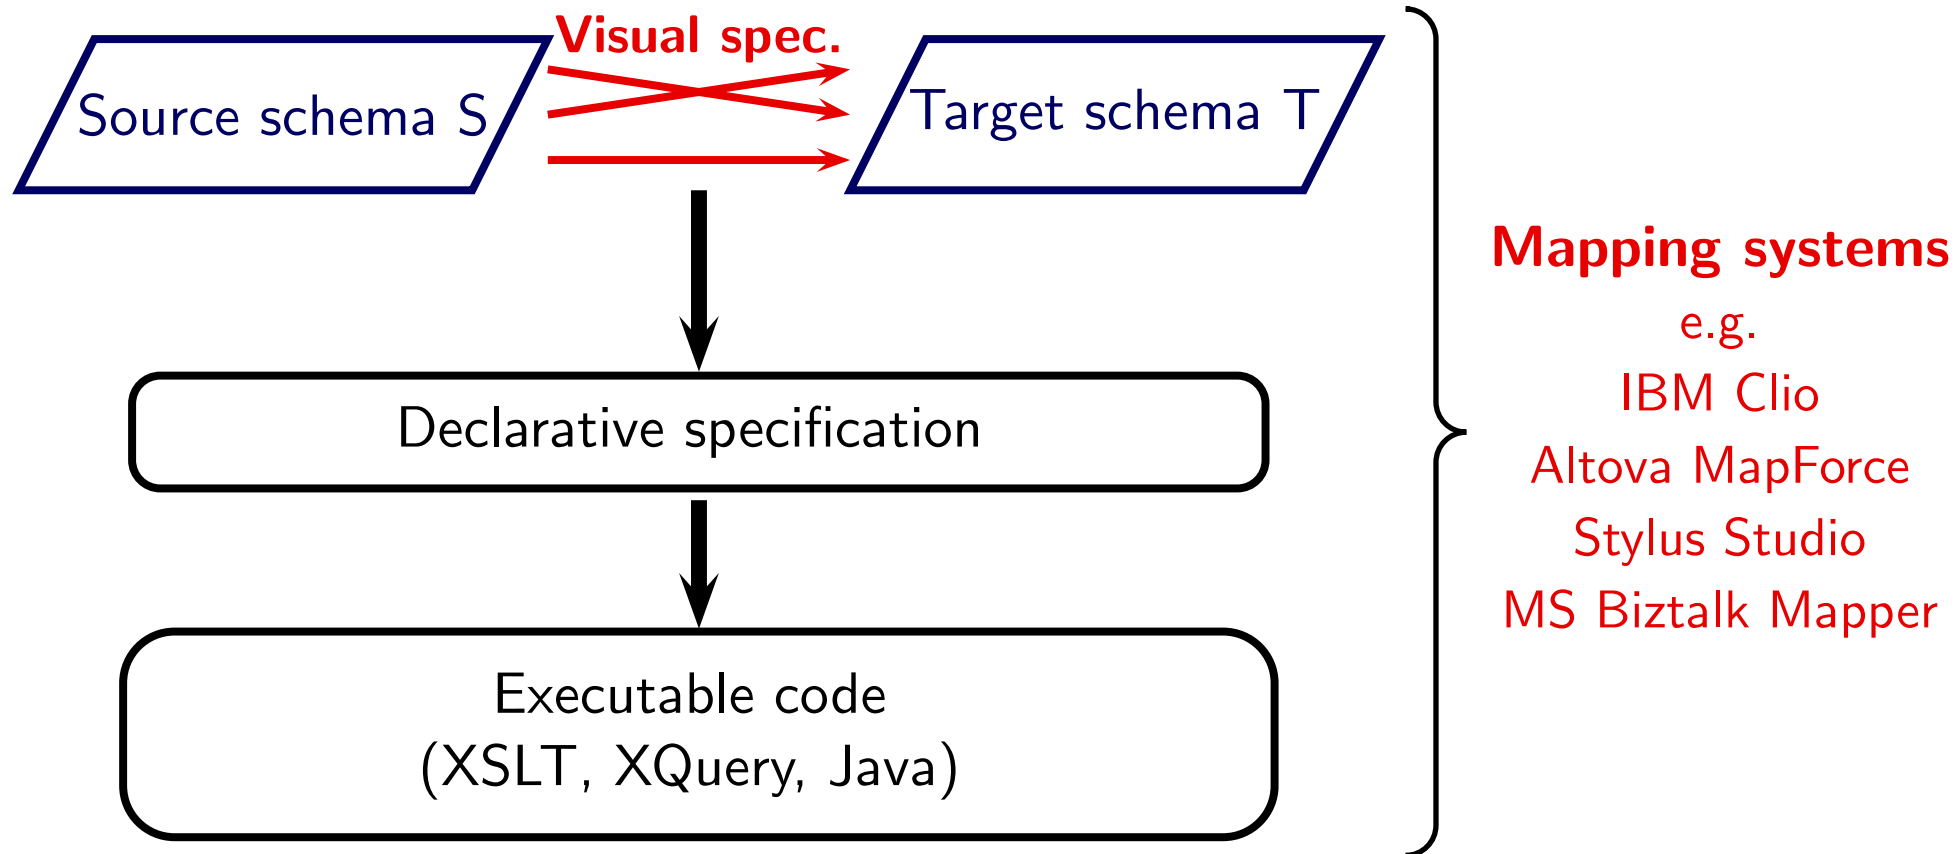 Visual spec.
Source schema S
Target schema T
Declarative specification
Executable code
(XSLT, XQuery, Java)
Mapping systems
e.g.
IBM Clio
Altova MapForce
Stylus Studio
MS Biztalk Mapper